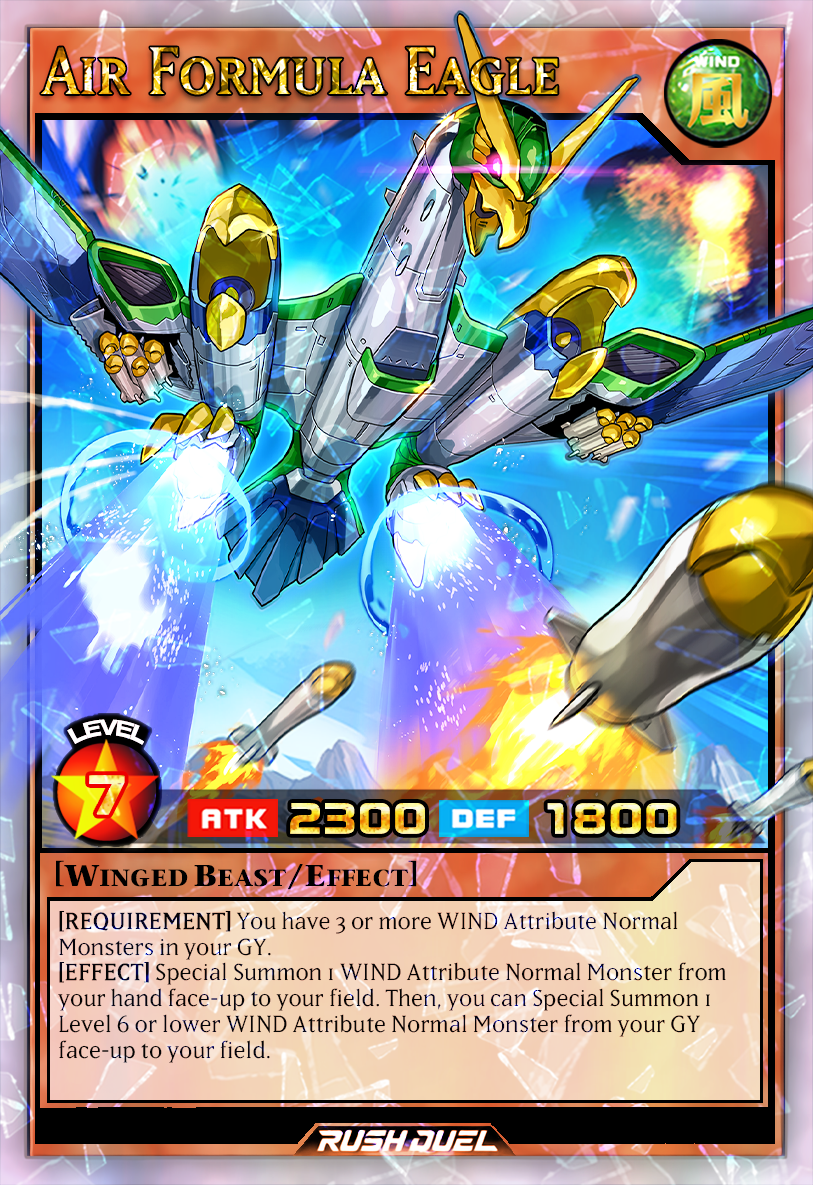 Air Formula Eagle
WIND
風
LEVEL
7
ATK 2300 DEF 1800
[Winged Beast/Effect]
[REQUIREMENT] You have 3 or more WIND Attribute Normal
Monsters in your GY.
[EFFECT] Special Summon 1 WIND Attribute Normal Monster from
your hand face-up to your field. Then, you can Special Summon 1
Level 6 or lower WIND Attribute Normal Monster from your GY
face-up to your field.
RUSH DUEL